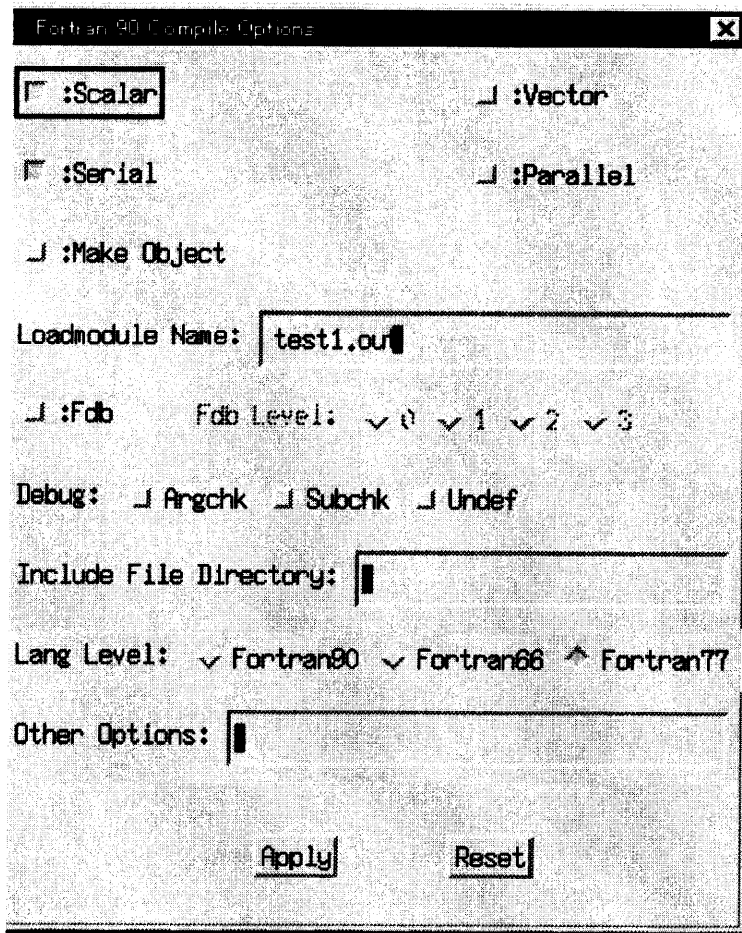 Fortran 90 Compile Options
:Scalar :Vector
:Serial :Parallel
:Make Object
Loadmodule Name: test1.out
:Fdb Fdb Level: 0 1 2 3
Debug: Argchk Subchk Undef
Include File Directory:
Lang Level: Fortran90 Fortran66 Fortran77
Other Options:
Apply Reset